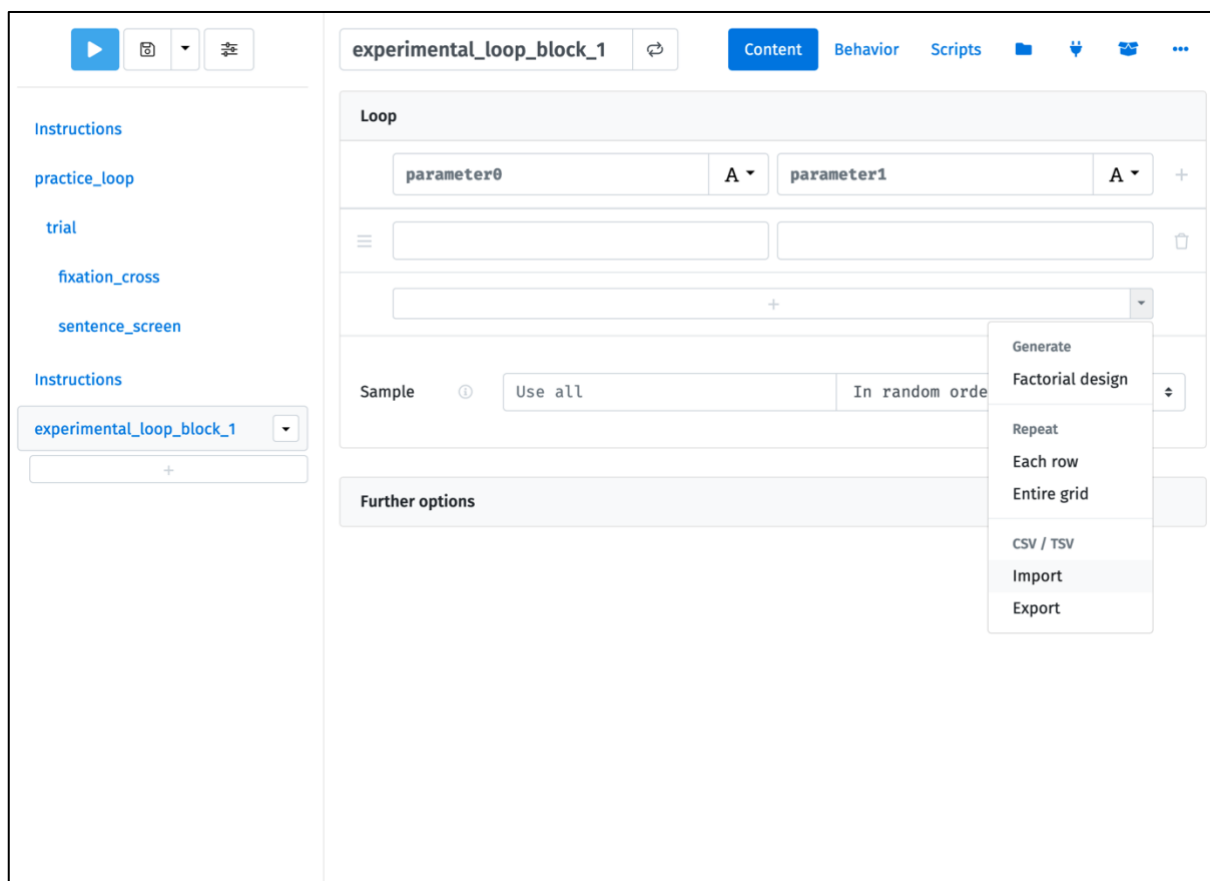 experimental_loop_block_1
Content Behavior Scripts
Instructions
practice_loop
trial
fixation_cross
sentence_screen
Instructions
experimental_loop_block_1
+
Loop
parameter0 A parameter1 A +
+
Sample Use all In random orde
Generate
Factorial design
Repeat
Each row
Entire grid
CSV / TSV
Import
Export
Further options